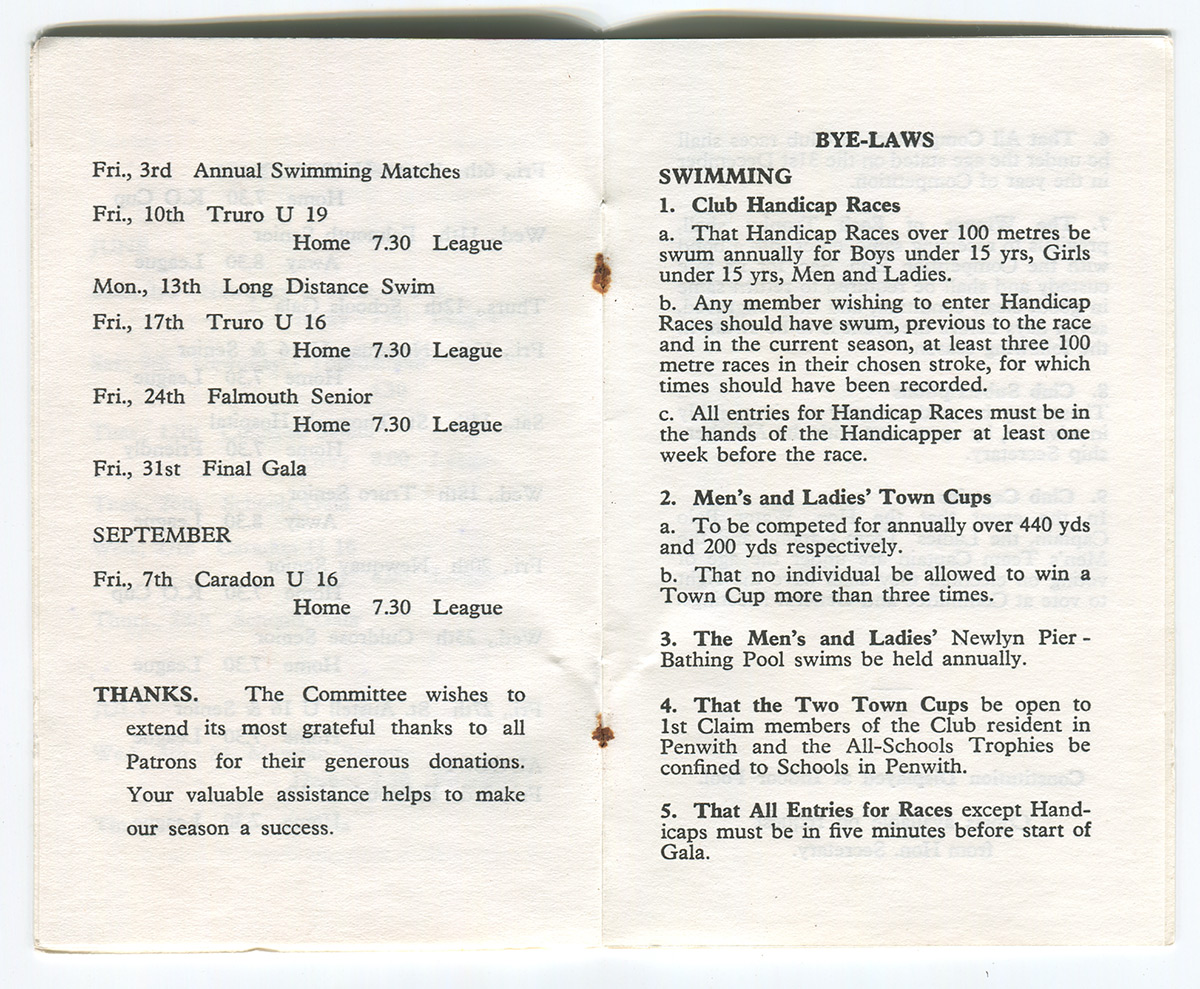 Fri., 3rd Annual Swimming Matches
Fri., 10th Truro U 19
Home 7.30 League
Mon., 13th Long Distance Swim
Fri., 17th Truro U 16
Home 7.30 League
Fri., 24th Falmouth Senior
Home 7.30 League
Fri., 31st Final Gala
SEPTEMBER
Fri., 7th Caradon U 16
Home 7.30 League
THANKS. The Committee wishes to
extend its most grateful thanks to all
Patrons for their generous donations.
Your valuable assistance helps to make
our season a success.
BYE-LAWS
SWIMMING
1. Club Handicap Races
a. That Handicap Races over 100 metres be
swum annually for Boys under 15 yrs, Girls
under 15 yrs, Men and Ladies.
b. Any member wishing to enter Handicap
Races should have swum, previous to the race
and in the current season, at least three 100
metre races in their chosen stroke, for which
times should have been recorded.
c. All entries for Handicap Races must be in
the hands of the Handicapper at least one
week before the race.
2. Men's and Ladies' Town Cups
a. To be competed for annually over 440 yds
and 200 yds respectively.
b. That no individual be allowed to win a
Town Cup more than three times.
3. The Men's and Ladies' Newlyn Pier -
Bathing Pool swims be held annually.
4. That the Two Town Cups be open to
1st Claim members of the Club resident in
Penwith and the All-Schools Trophies be
confined to Schools in Penwith.
5. That All Entries for Races except Hand-
icaps must be in five minutes before start of
Gala.